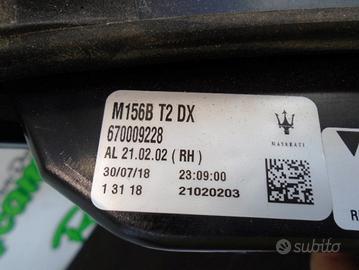 M156B T2 DX
670009228
AL 21.02.02 ( RH )
MASERATI
30/07/18 23:09:00
1 31 18 21020203
subito